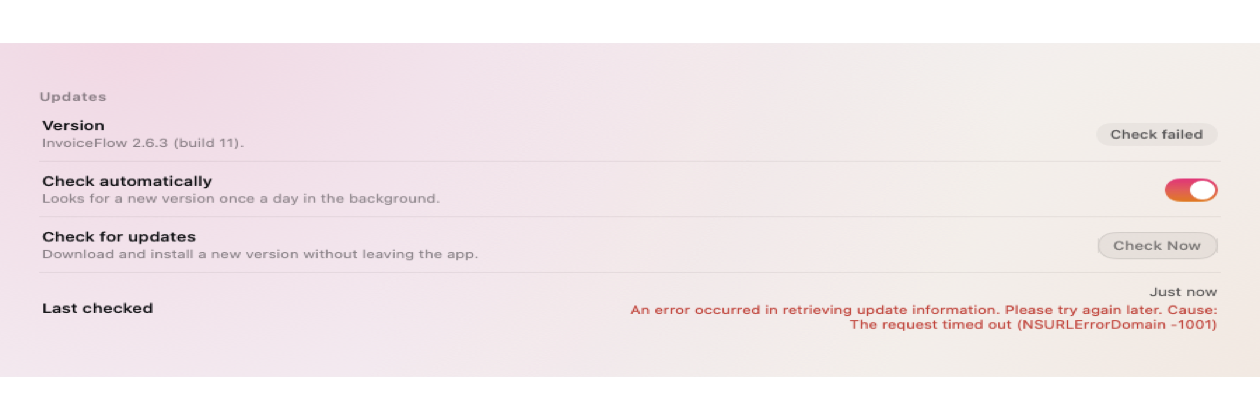 Updates
Version
InvoiceFlow 2.6.3 (build 11).
Check failed
Check automatically
Looks for a new version once a day in the background.
Check for updates
Download and install a new version without leaving the app.
Check Now
Last checked
Just now
An error occurred in retrieving update information. Please try again later. Cause:
The request timed out (NSURLErrorDomain -1001)